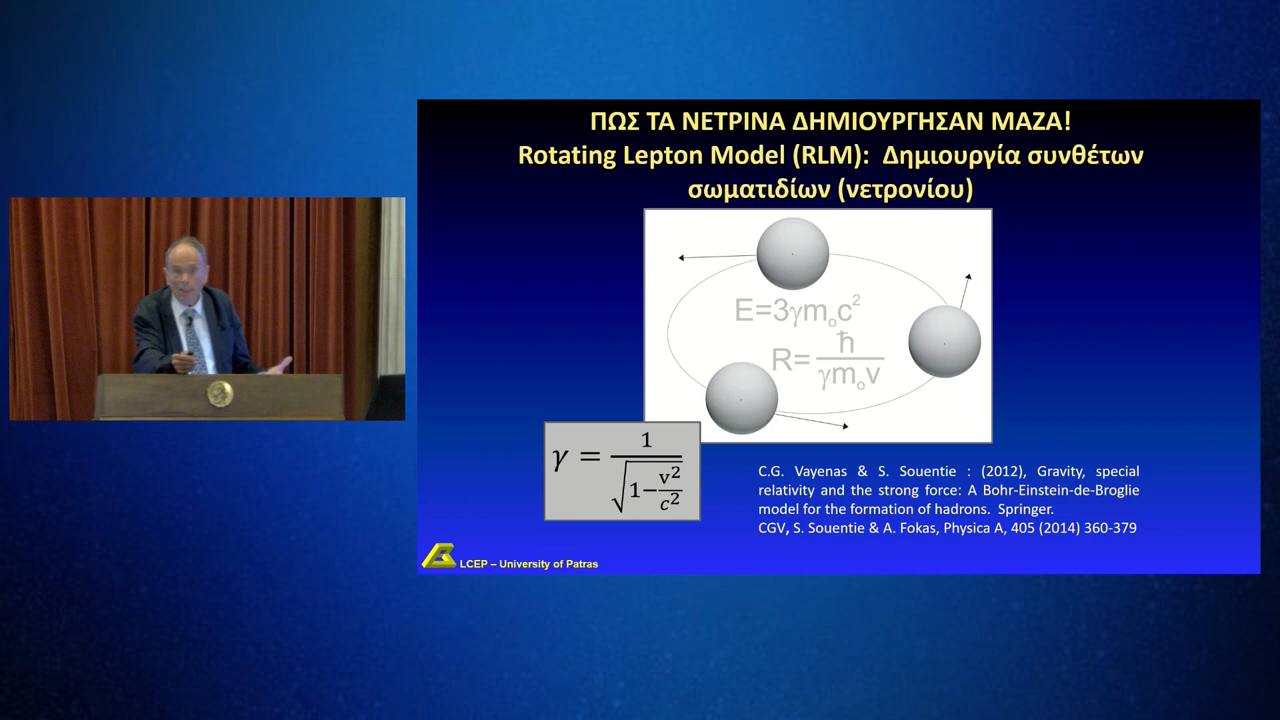 ΠΩΣ ΤΑ ΝΕΤΡΙΝΑ ΔΗΜΙΟΥΡΓΗΣΑΝ ΜΑΖΑ!
Rotating Lepton Model (RLM): Δημιουργία συνθέτων
σωματιδίων (νετρονίου)
E=3γmₒc²
R= ħ / γmₒv
γ = 1 / √(1−v²/c²)
C.G. Vayenas & S. Souentie : (2012), Gravity, special
relativity and the strong force: A Bohr-Einstein-de-Broglie
model for the formation of hadrons. Springer.
CGV, S. Souentie & A. Fokas, Physica A, 405 (2014) 360-379
LCEP – University of Patras